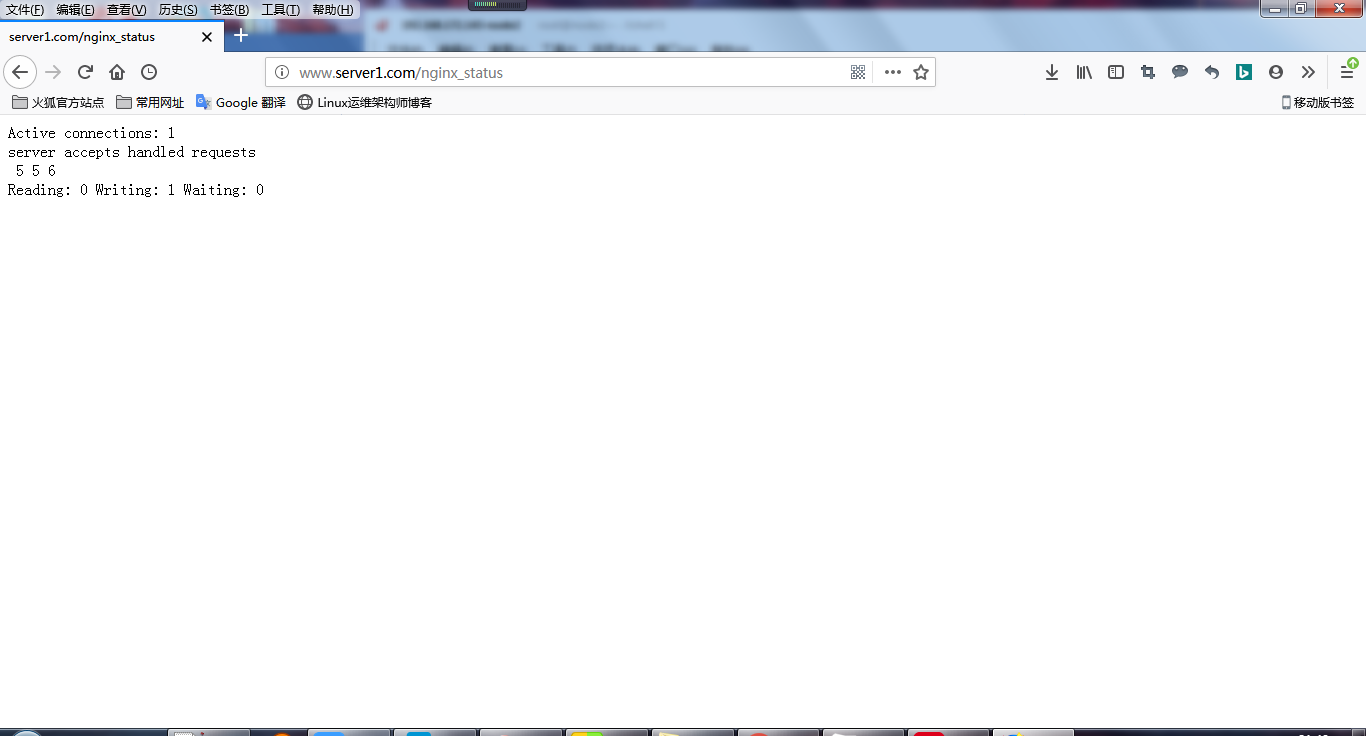 文件(F) 编辑(E) 查看(V) 历史(S) 书签(B) 工具(T) 帮助(H)
server1.com/nginx_status
www.server1.com/nginx_status
火狐官方站点 常用网址 Google 翻译 Linux运维架构师博客 移动版书签
Active connections: 1
server accepts handled requests
5 5 6
Reading: 0 Writing: 1 Waiting: 0